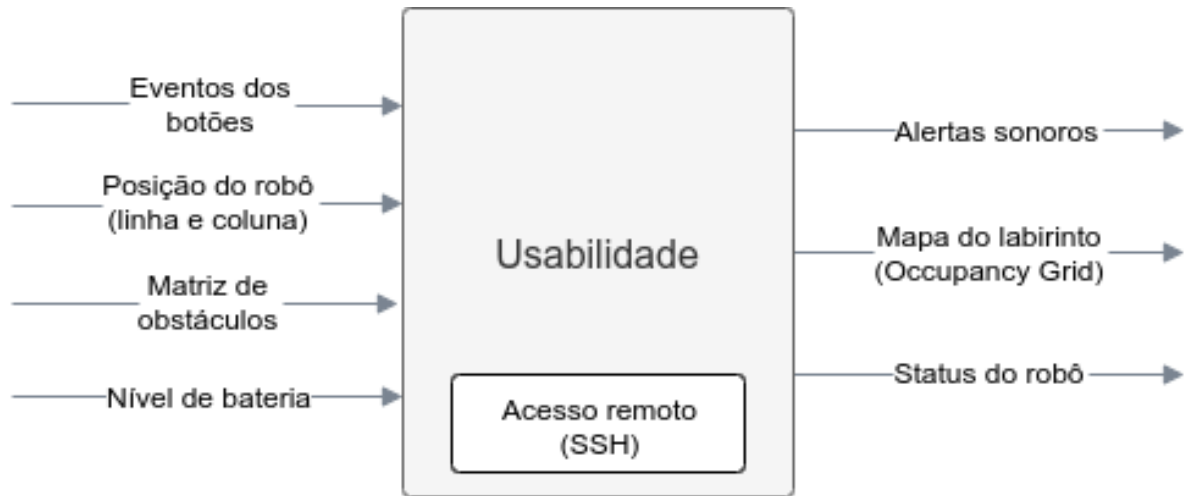 Eventos dos
botões
Posição do robô
(linha e coluna)
Matriz de
obstáculos
Nível de bateria
Usabilidade
Acesso remoto
(SSH)
Alertas sonoros
Mapa do labirinto
(Occupancy Grid)
Status do robô